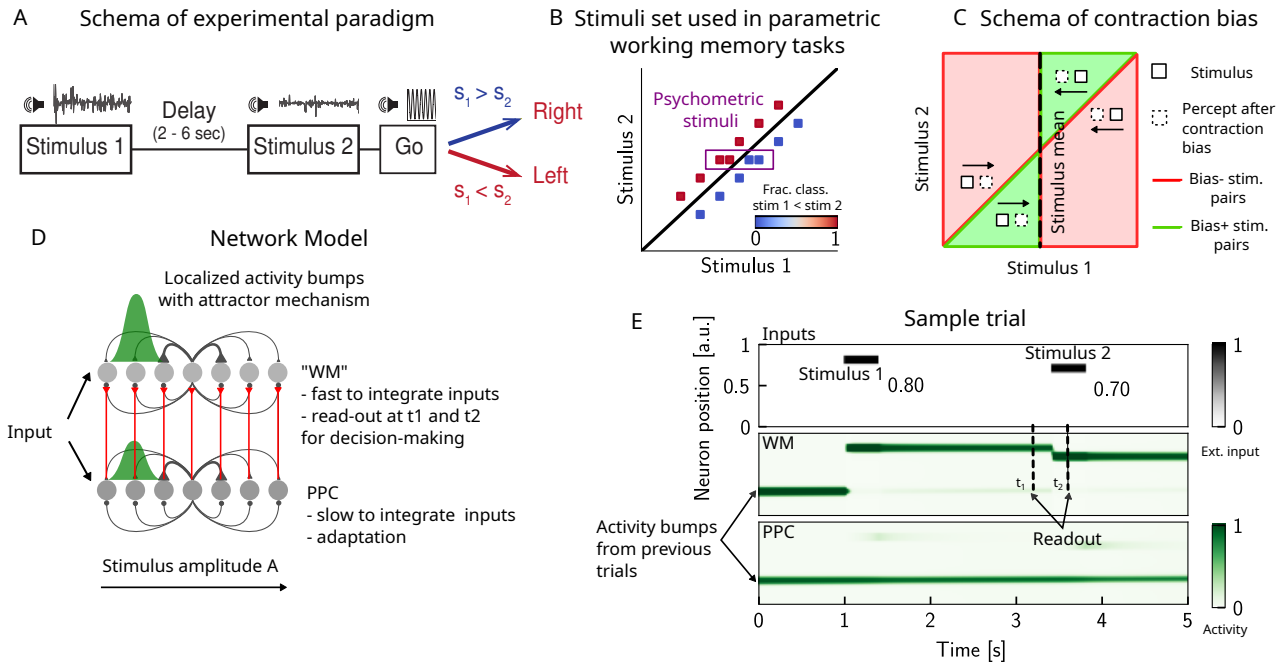 A
Schema of experimental paradigm
Stimulus 1
Delay
(2 - 6 sec)
Stimulus 2
Go
s1 > s2
s1 < s2
Right
Left
B
Stimuli set used in parametric
working memory tasks
Stimulus 2
Psychometric
stimuli
Frac. class.
stim 1 < stim 2
0
1
Stimulus 1
C
Schema of contraction bias
Stimulus 2
Stimulus mean
Stimulus 1
Stimulus
Percept after
contraction
bias
Bias- stim.
pairs
Bias+ stim.
pairs
D
Network Model
Localized activity bumps
with attractor mechanism
Input
"WM"
- fast to integrate inputs
- read-out at t1 and t2
for decision-making
PPC
- slow to integrate inputs
- adaptation
Stimulus amplitude A
E
Sample trial
Neuron position [a.u.]
Inputs
1
0.5
0
Stimulus 1
0.80
Stimulus 2
0.70
1
0
Ext. input
WM
t1
t2
Activity bumps
from previous
trials
Readout
PPC
1
0
Activity
0
1
2
3
4
5
Time [s]